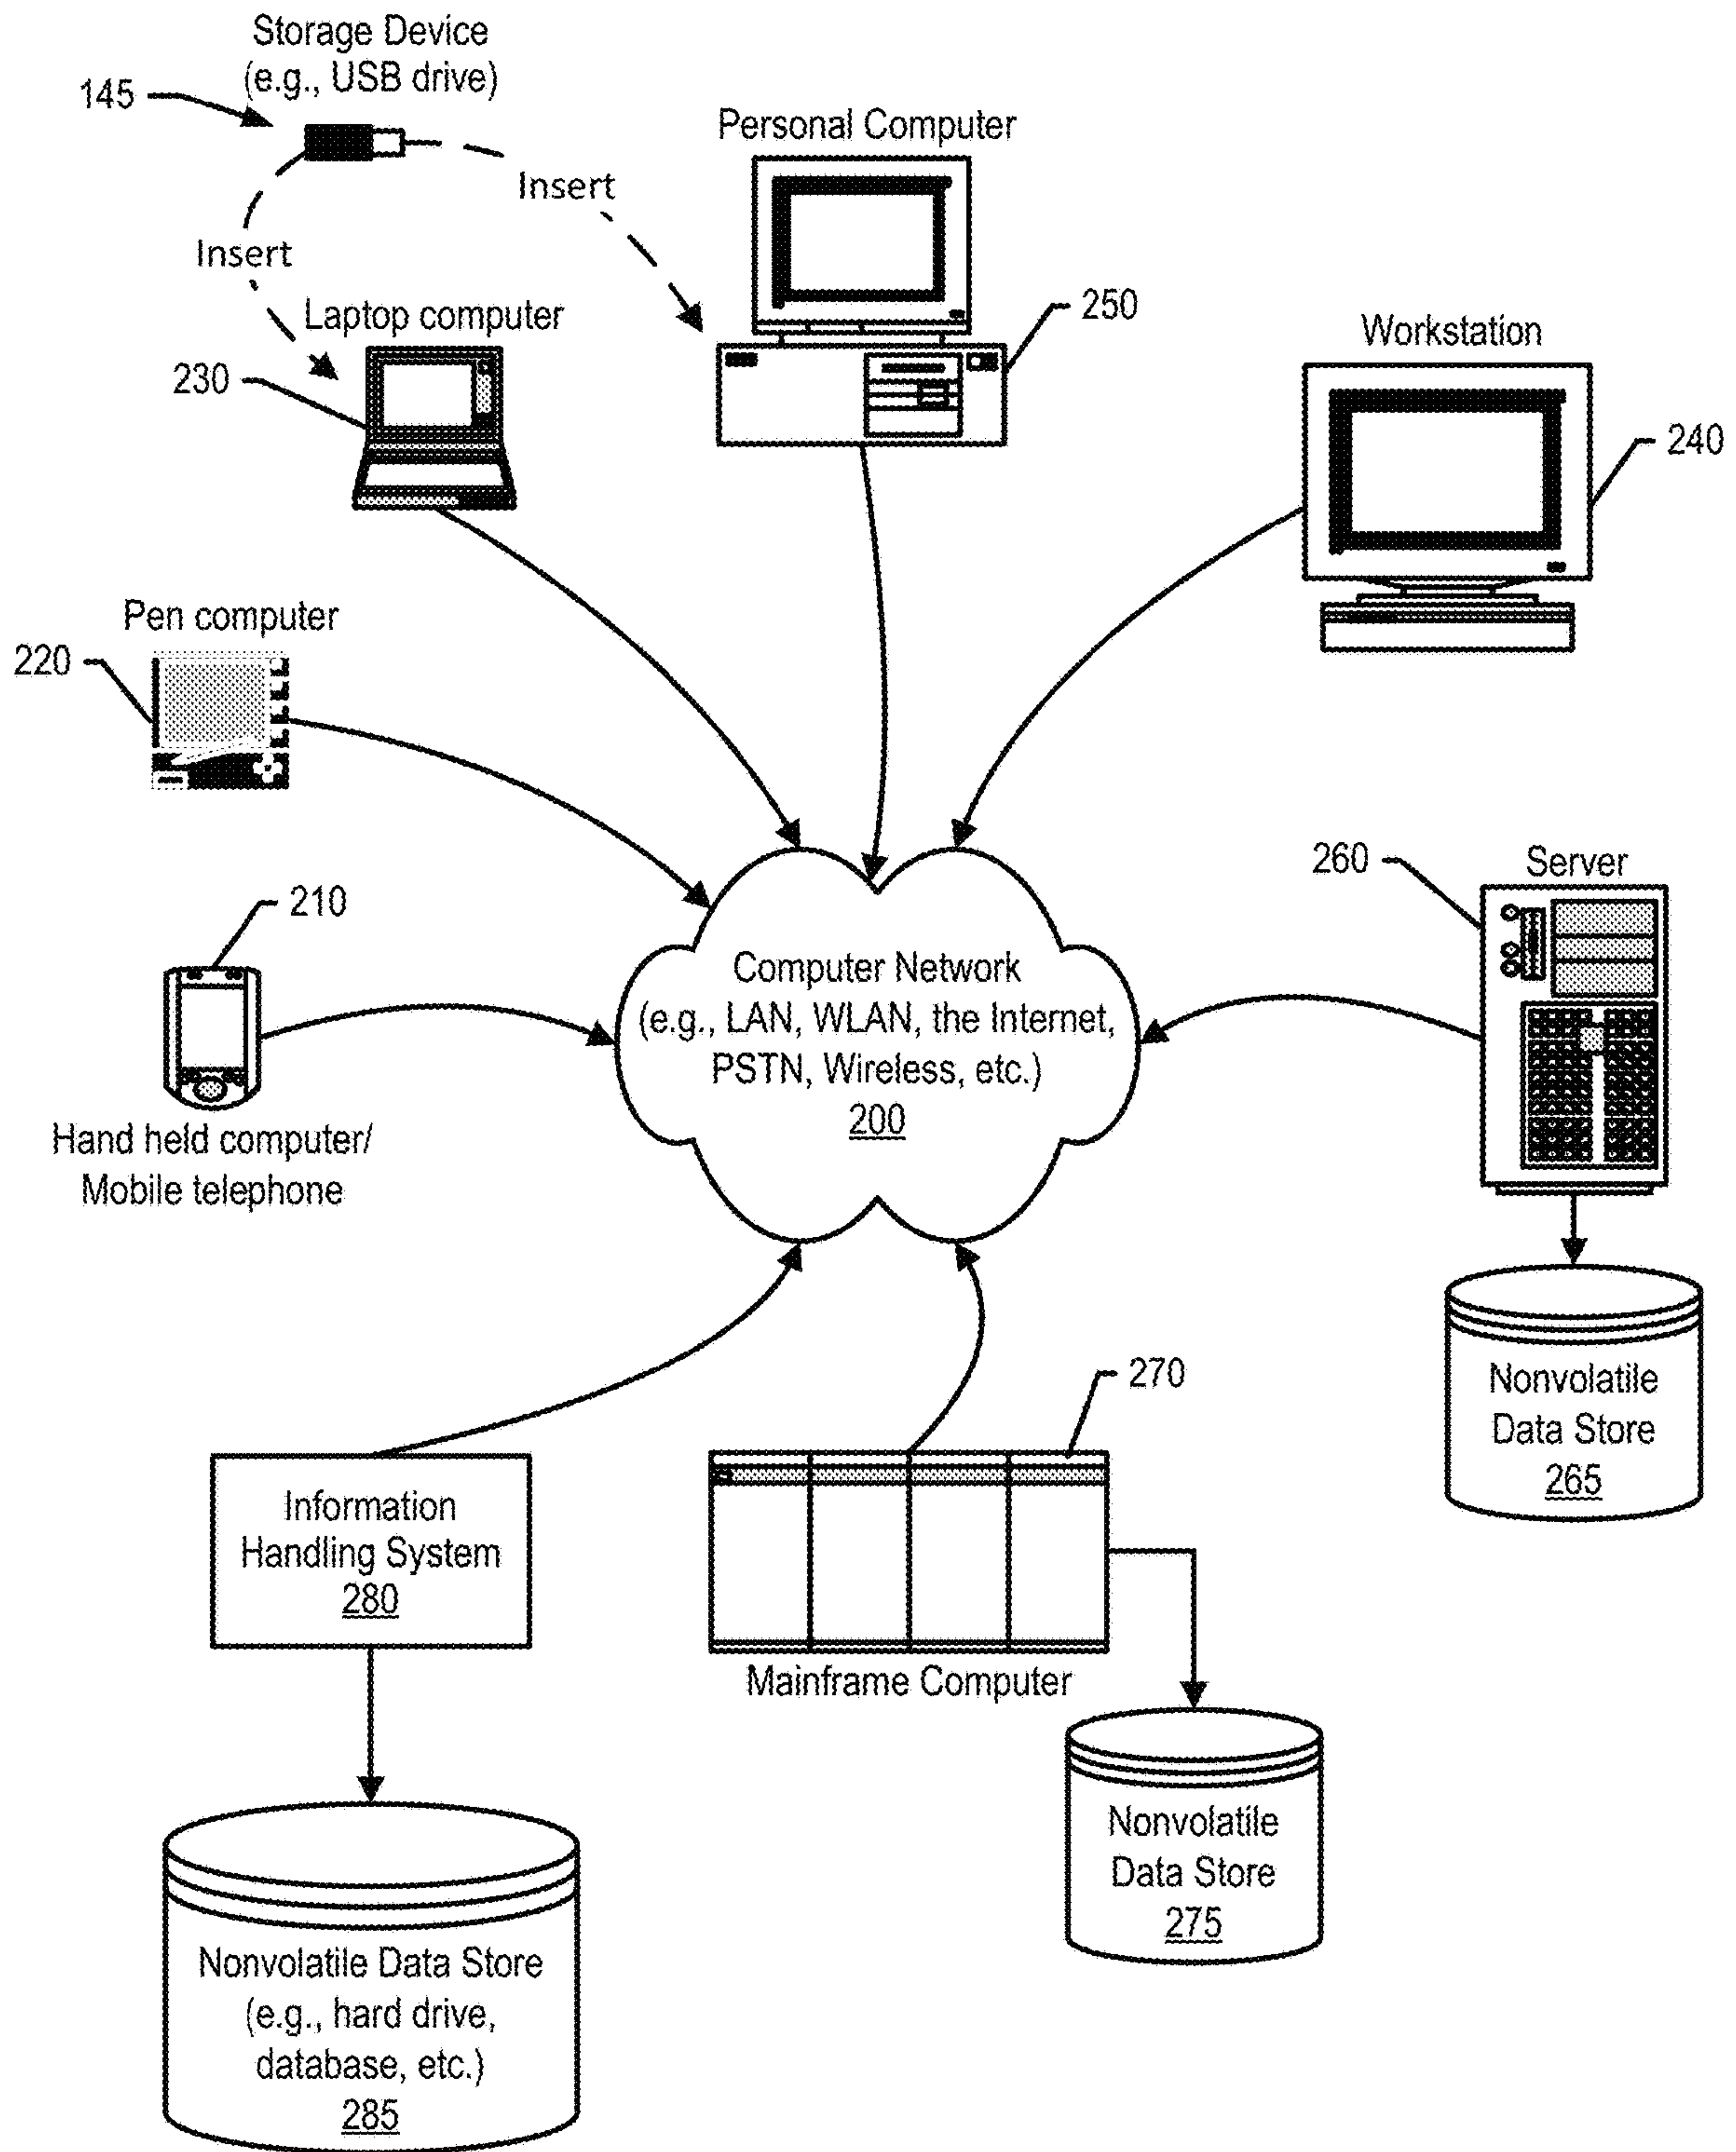 Storage Device
(e.g., USB drive)
145
Insert
Insert
Personal Computer
250
Laptop computer
230
Workstation
240
Pen computer
220
210
Hand held computer/
Mobile telephone
Computer Network
(e.g., LAN, WLAN, the Internet,
PSTN, Wireless, etc.)
200
260
Server
Nonvolatile
Data Store
265
270
Mainframe Computer
Information
Handling System
280
Nonvolatile
Data Store
275
Nonvolatile Data Store
(e.g., hard drive,
database, etc.)
285